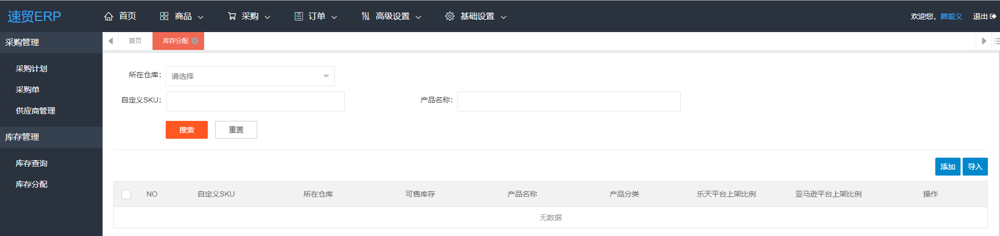 速贸ERP 首页 商品 采购 订单 高级设置 基础设置 欢迎您，葬爱义 退出
采购管理
采购计划
采购单
供应商管理
库存管理
库存查询
库存分配
首页 库存分配
所在仓库： 请选择
自定义SKU： 产品名称：
搜索 重置
添加 导入
NO 自定义SKU 所在仓库 可售库存 产品名称 产品分类 乐天平台上架比例 亚马逊平台上架比例 操作
无数据